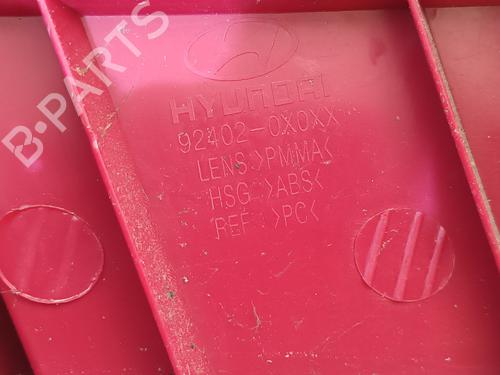 B-PARTS
HYUNDAI
92402-0X0XX
LENS >PMMA<
HSG >ABS<
REF >PC<